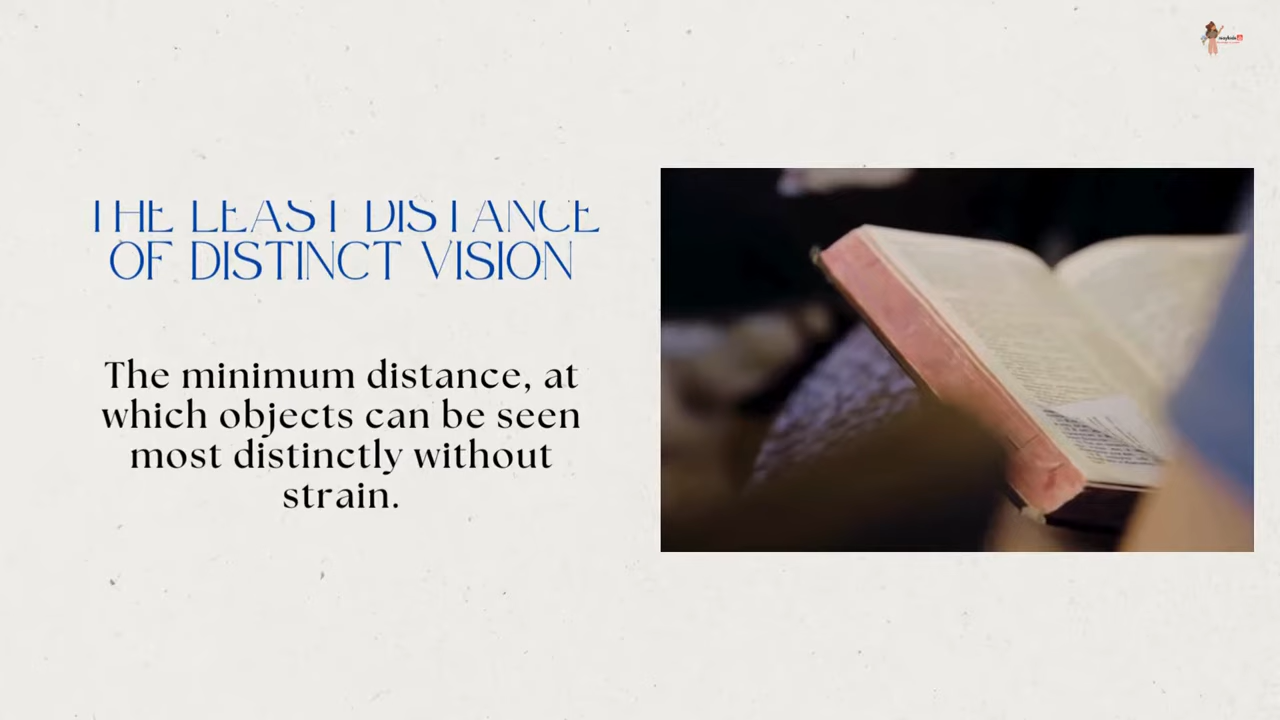 THE LEAST DISTANCE
OF DISTINCT VISION
The minimum distance, at
which objects can be seen
most distinctly without
strain.